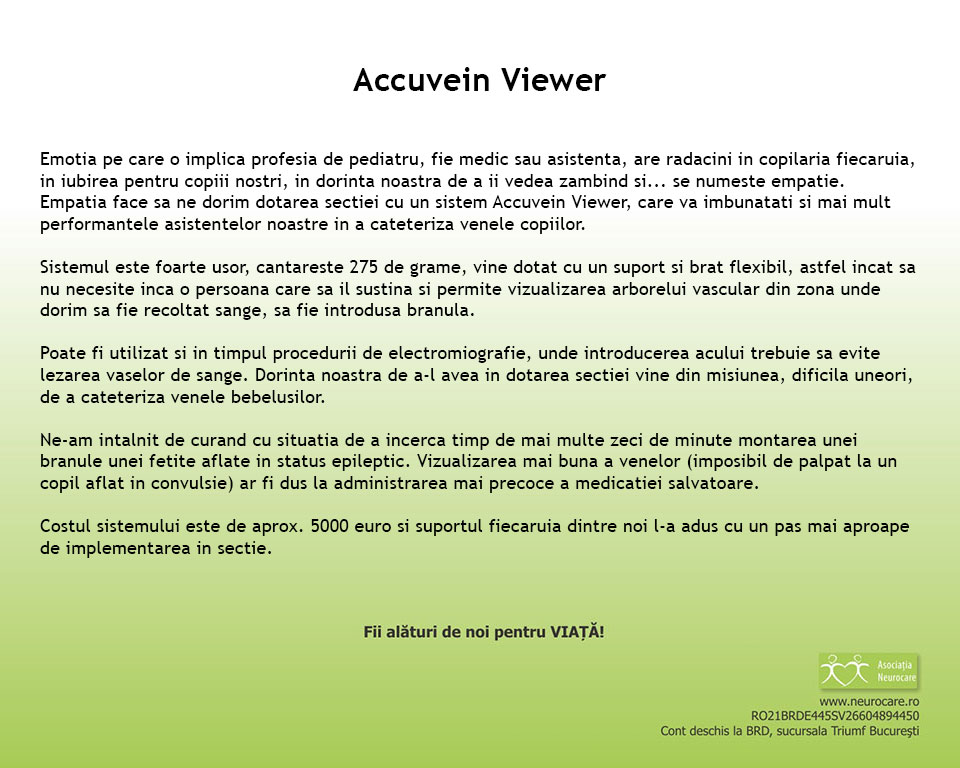 Accuvein Viewer
Emotia pe care o implica profesia de pediatru, fie medic sau asistenta, are radacini in copilaria fiecaruia,
in iubirea pentru copiii nostri, in dorinta noastra de a ii vedea zambind si... se numeste empatie.
Empatia face sa ne dorim dotarea sectiei cu un sistem Accuvein Viewer, care va imbunatati si mai mult
performantele asistentelor noastre in a cateteriza venele copiilor.
Sistemul este foarte usor, cantareste 275 de grame, vine dotat cu un suport si brat flexibil, astfel incat sa
nu necesite inca o persoana care sa il sustina si permite vizualizarea arborelui vascular din zona unde
dorim sa fie recoltat sange, sa fie introdusa branula.
Poate fi utilizat si in timpul procedurii de electromiografie, unde introducerea acului trebuie sa evite
lezarea vaselor de sange. Dorinta noastra de a-l avea in dotarea sectiei vine din misiunea, dificila uneori,
de a cateteriza venele bebelusilor.
Ne-am intalnit de curand cu situatia de a incerca timp de mai multe zeci de minute montarea unei
branule unei fetite aflate in status epileptic. Vizualizarea mai buna a venelor (imposibil de palpat la un
copil aflat in convulsie) ar fi dus la administrarea mai precoce a medicatiei salvatoare.
Costul sistemului este de aprox. 5000 euro si suportul fiecaruia dintre noi l-a adus cu un pas mai aproape
de implementarea in sectie.
Fii alături de noi pentru VIAȚĂ!
Asociația
Neurocare
www.neurocare.ro
RO21BRDE445SV26604894450
Cont deschis la BRD, sucursala Triumf Bucureşti